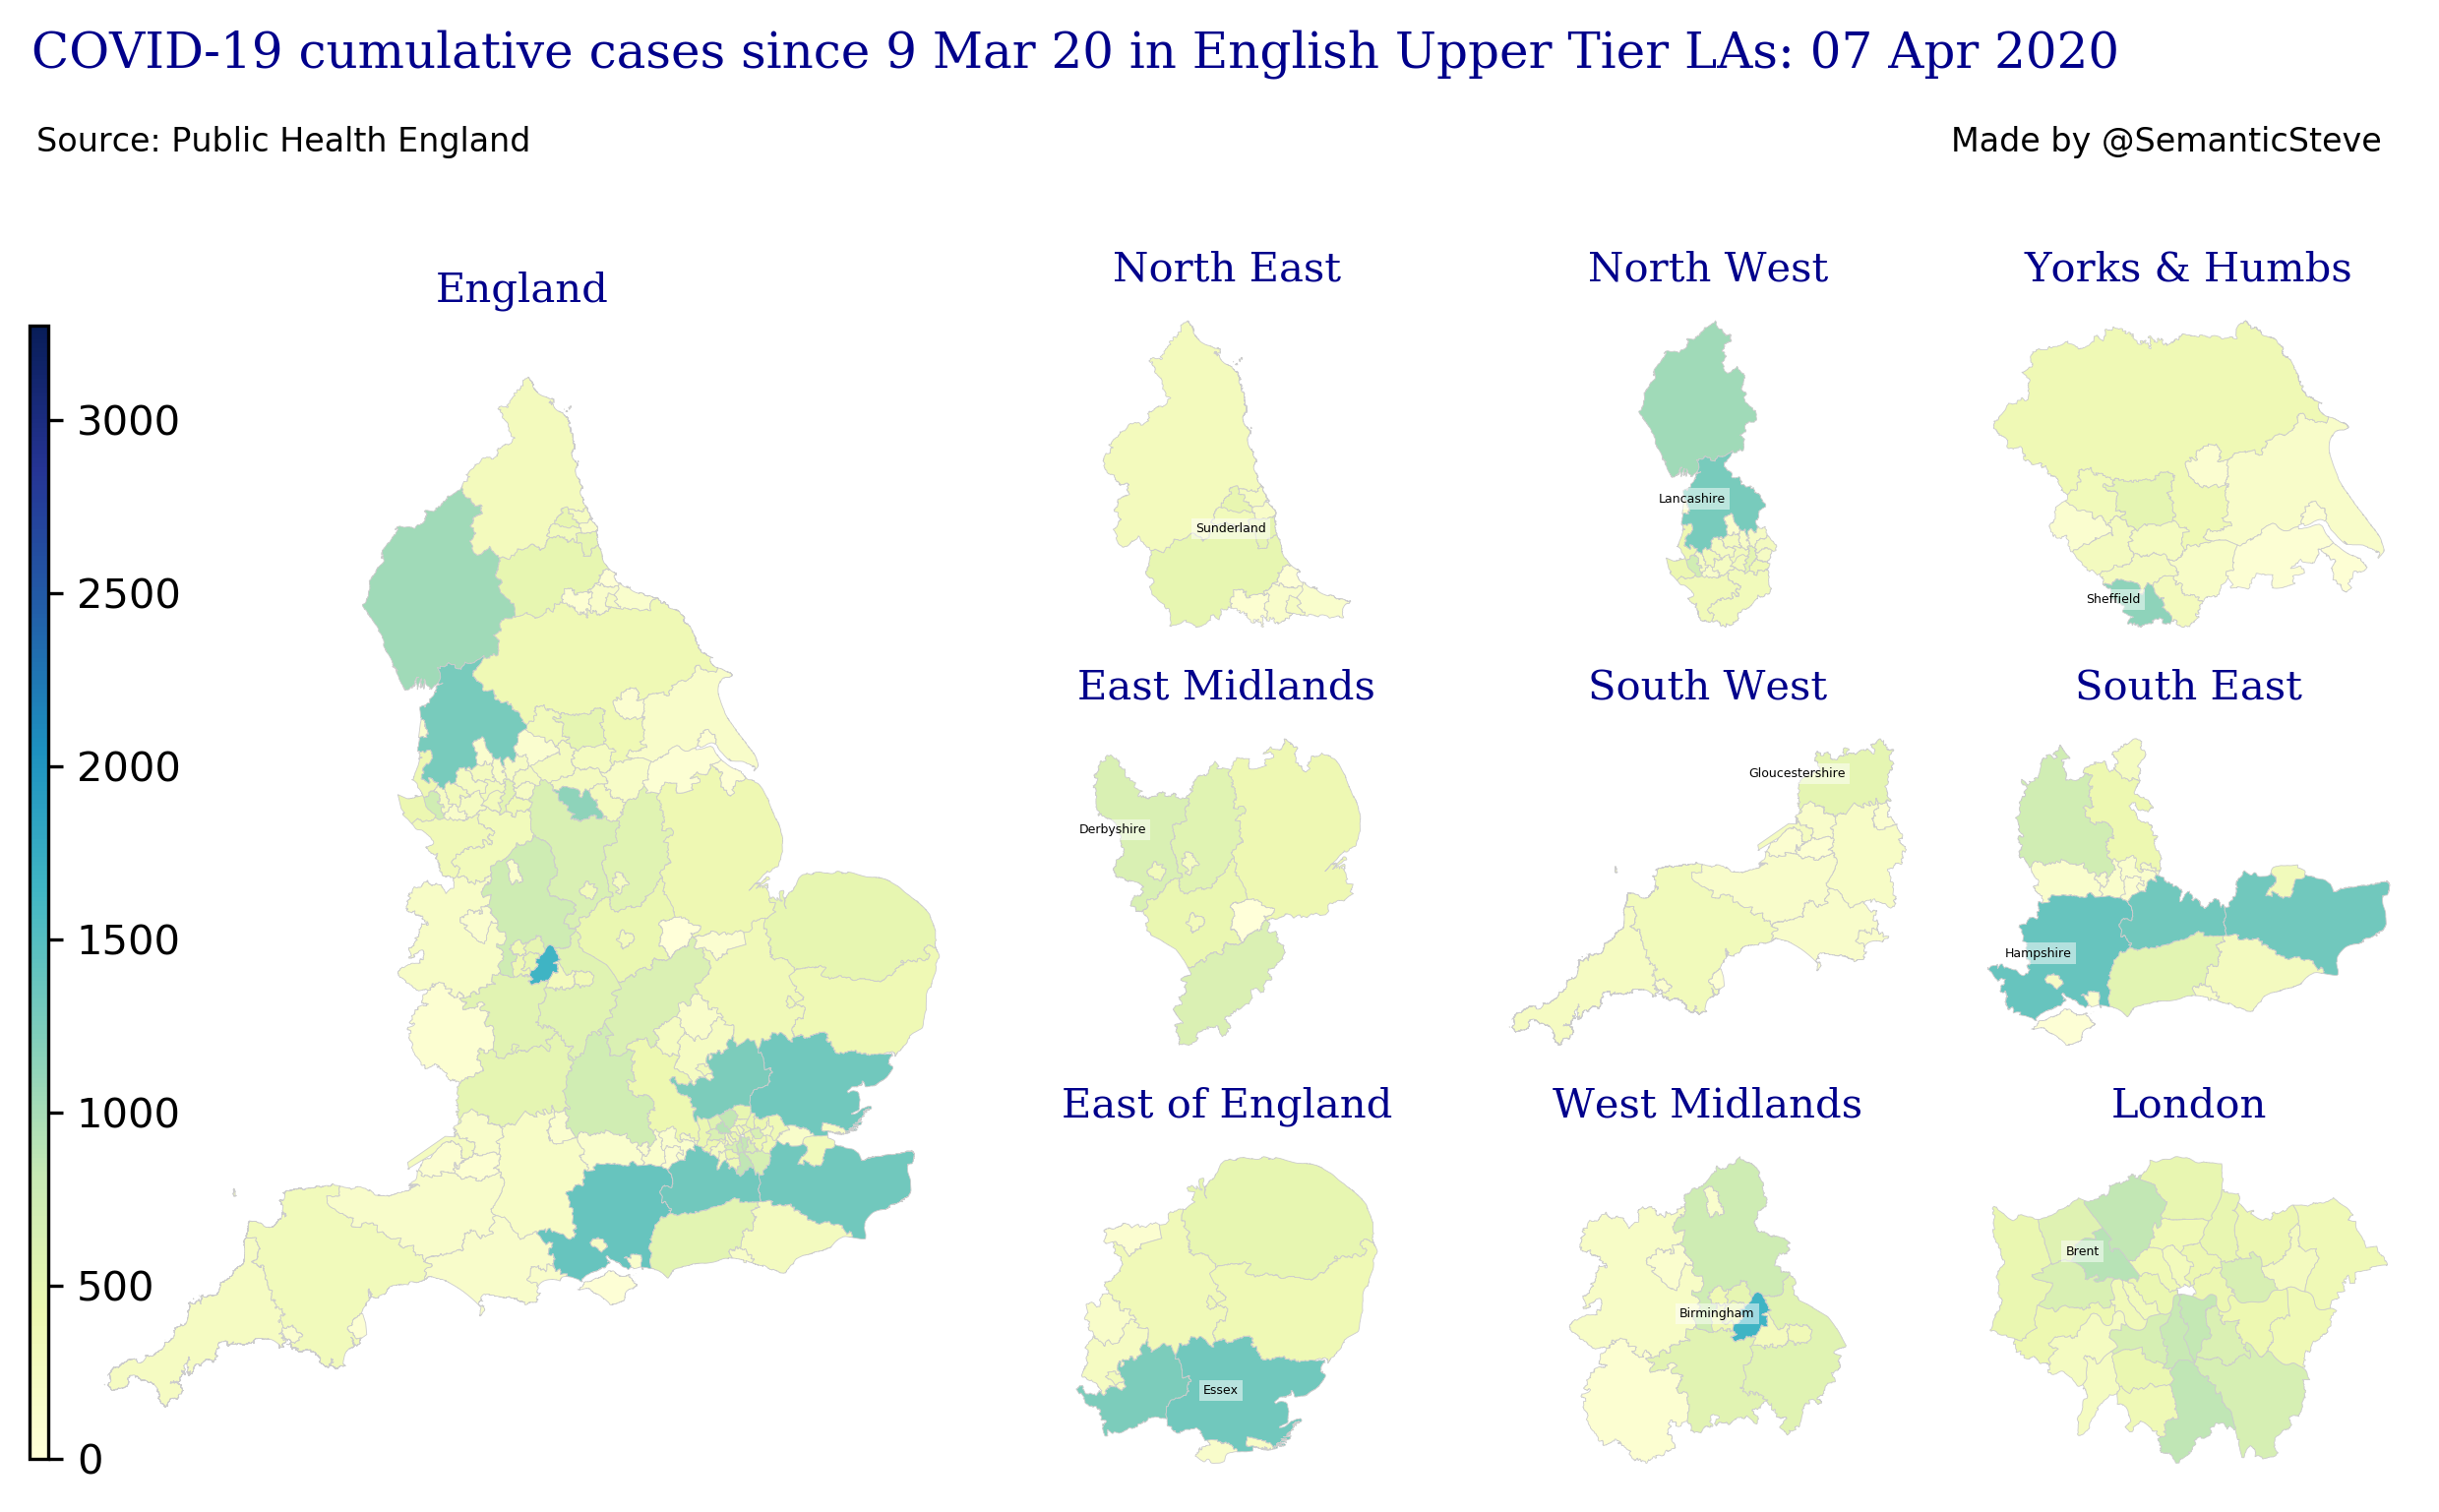 COVID-19 cumulative cases since 9 Mar 20 in English Upper Tier LAs: 07 Apr 2020
Source: Public Health England
Made by @SemanticSteve
England
3000
2500
2000
1500
1000
500
0
North East
Sunderland
North West
Lancashire
Yorks & Humbs
Sheffield
East Midlands
Derbyshire
South West
Gloucestershire
South East
Hampshire
East of England
Essex
West Midlands
Birmingham
London
Brent